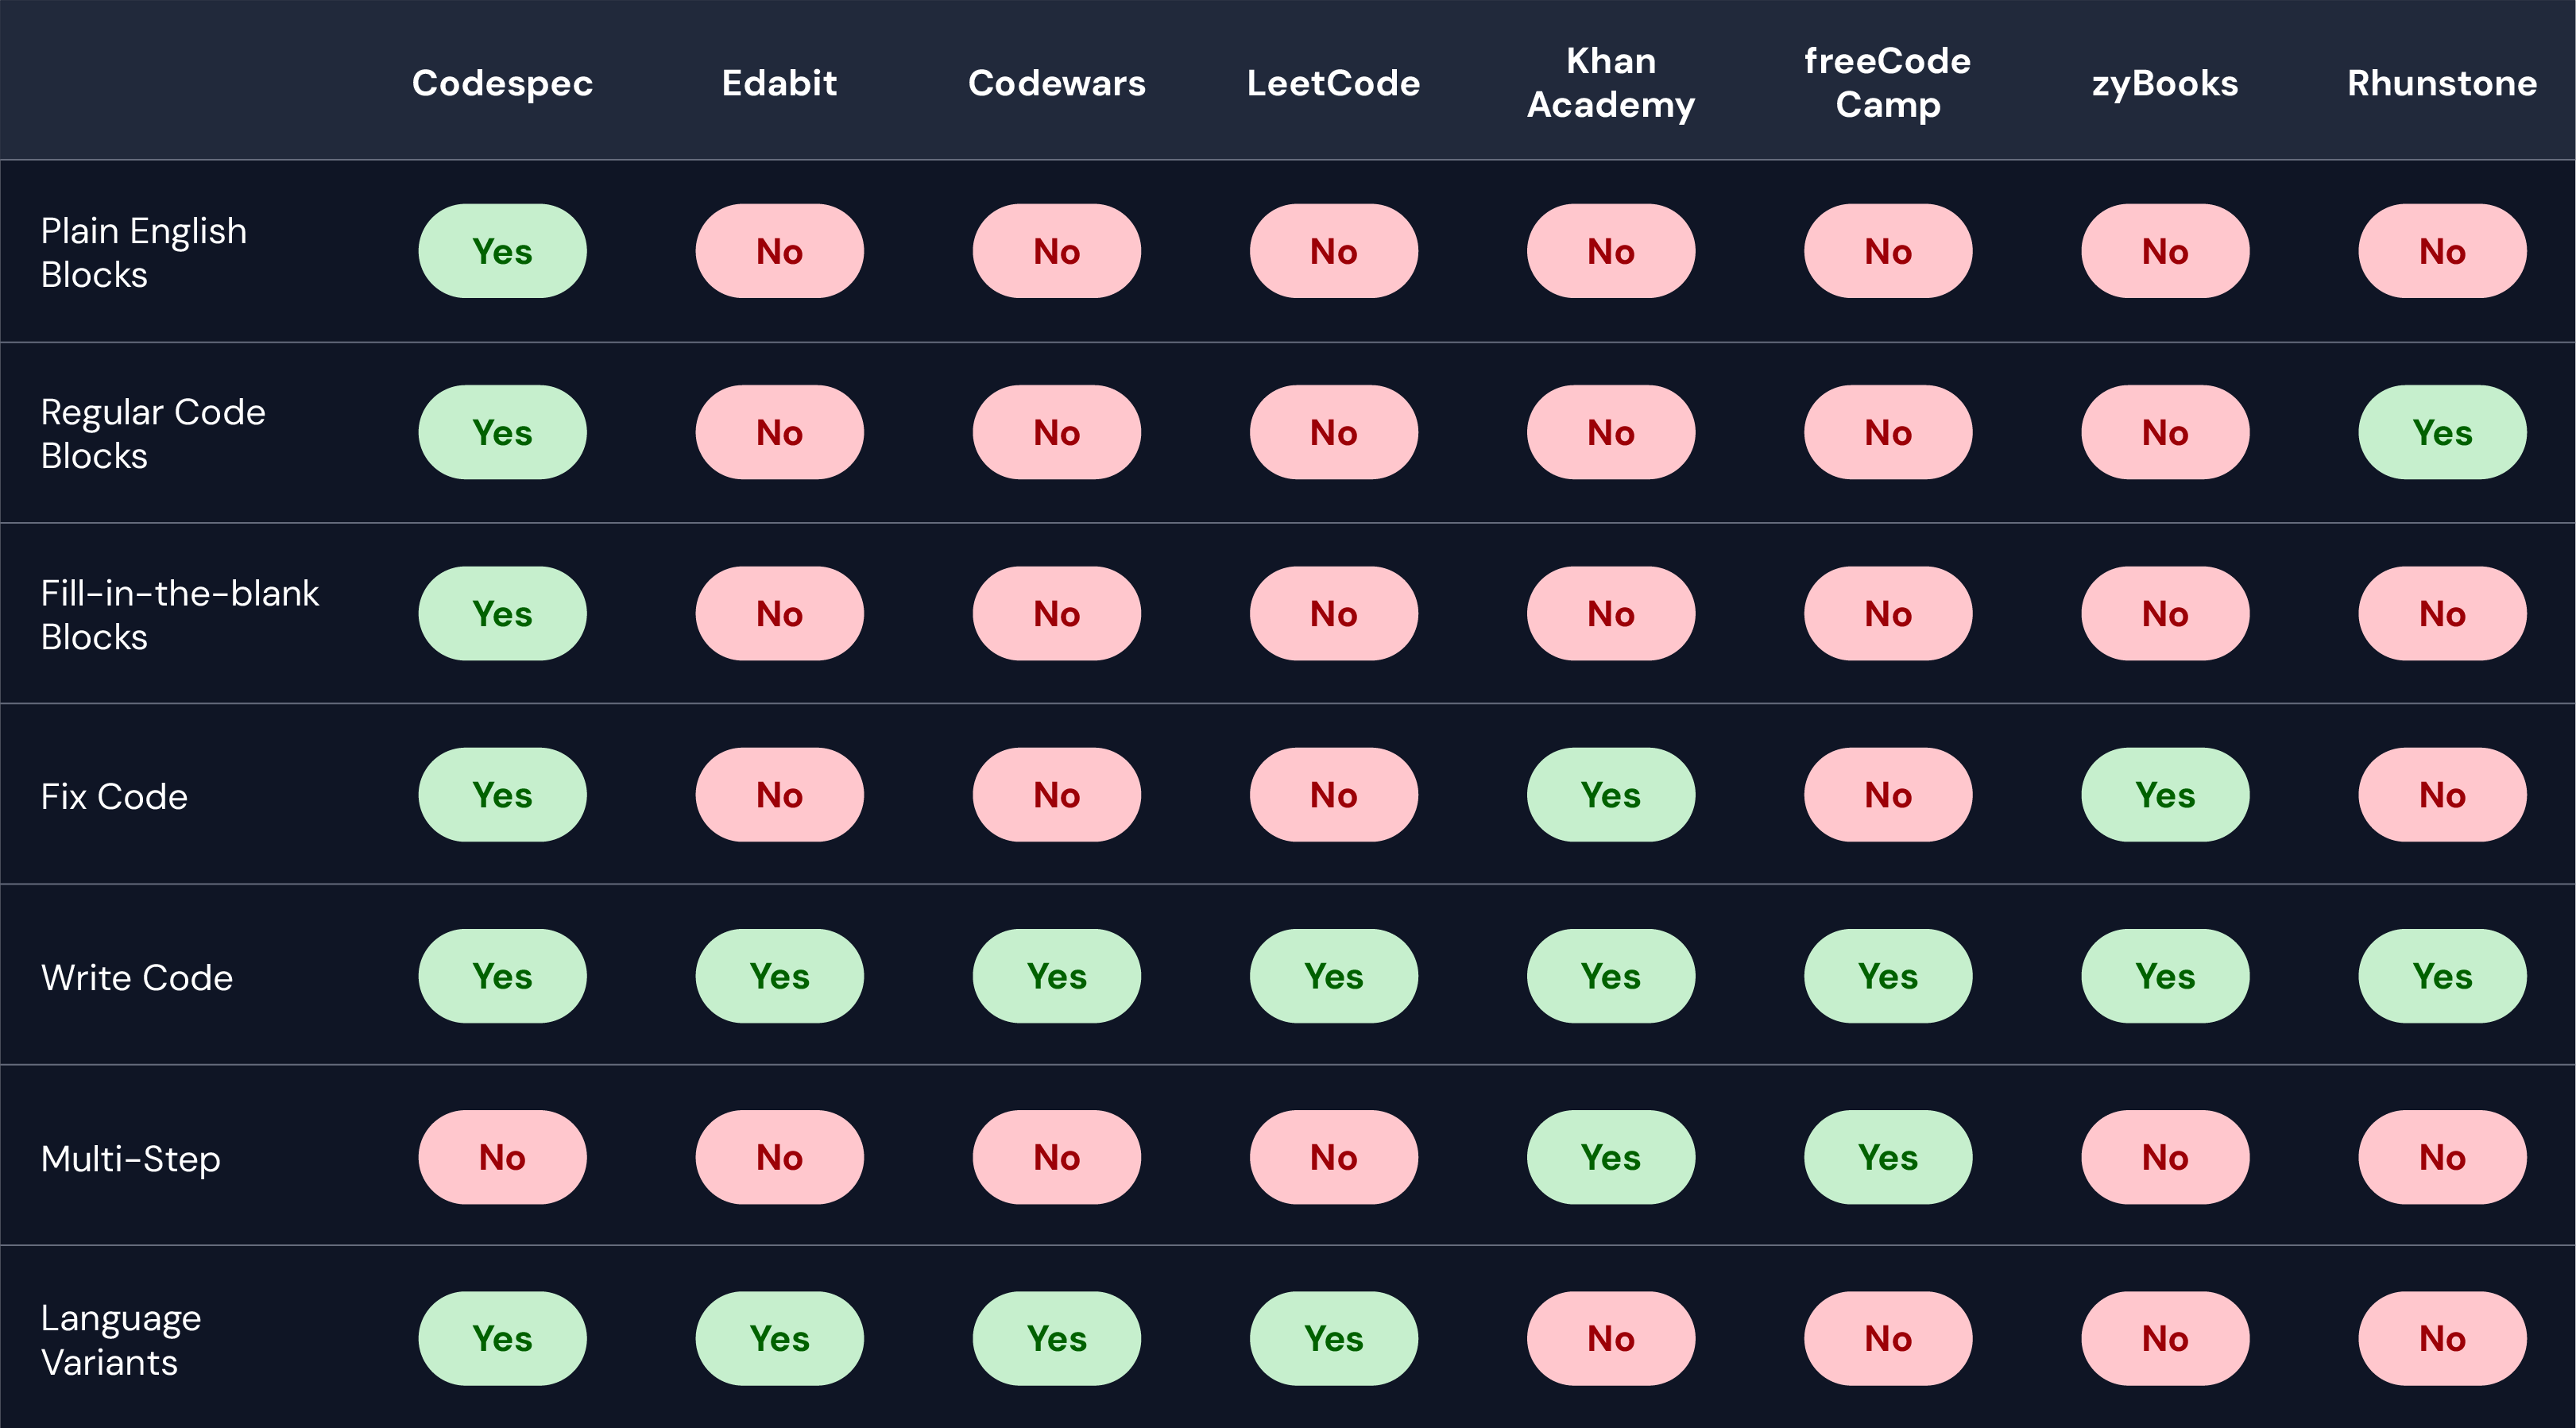 Codespec Edabit Codewars LeetCode Khan Academy freeCode Camp zyBooks Rhunstone
Plain English
Blocks
Yes No No No No No No No
Regular Code
Blocks
Yes No No No No No No Yes
Fill-in-the-blank
Blocks
Yes No No No No No No No
Fix Code Yes No No No Yes No Yes No
Write Code Yes Yes Yes Yes Yes Yes Yes Yes
Multi-Step No No No No Yes Yes No No
Language
Variants
Yes Yes Yes Yes No No No No